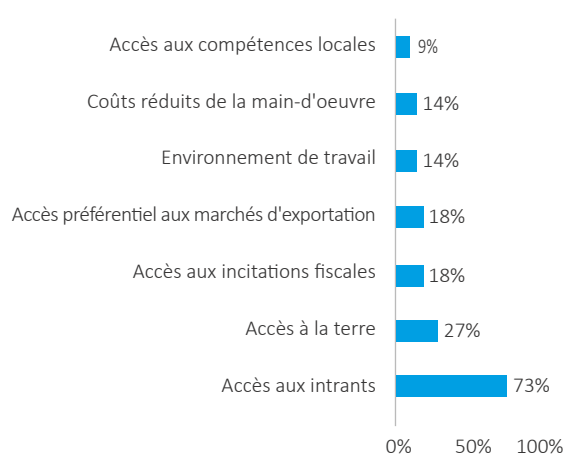 Accès aux compétences locales 9%
Coûts réduits de la main-d'oeuvre 14%
Environnement de travail 14%
Accès préférentiel aux marchés d'exportation 18%
Accès aux incitations fiscales 18%
Accès à la terre 27%
Accès aux intrants 73%
0% 50% 100%